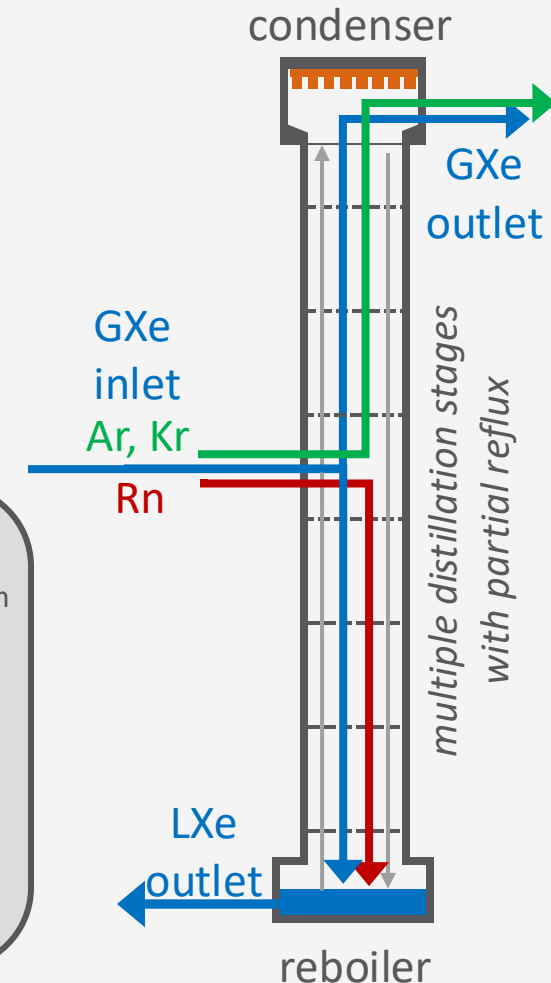 condenser
GXe
outlet
GXe
inlet
Ar, Kr
Rn
multiple distillation stages
with partial reflux
LXe
outlet
reboiler